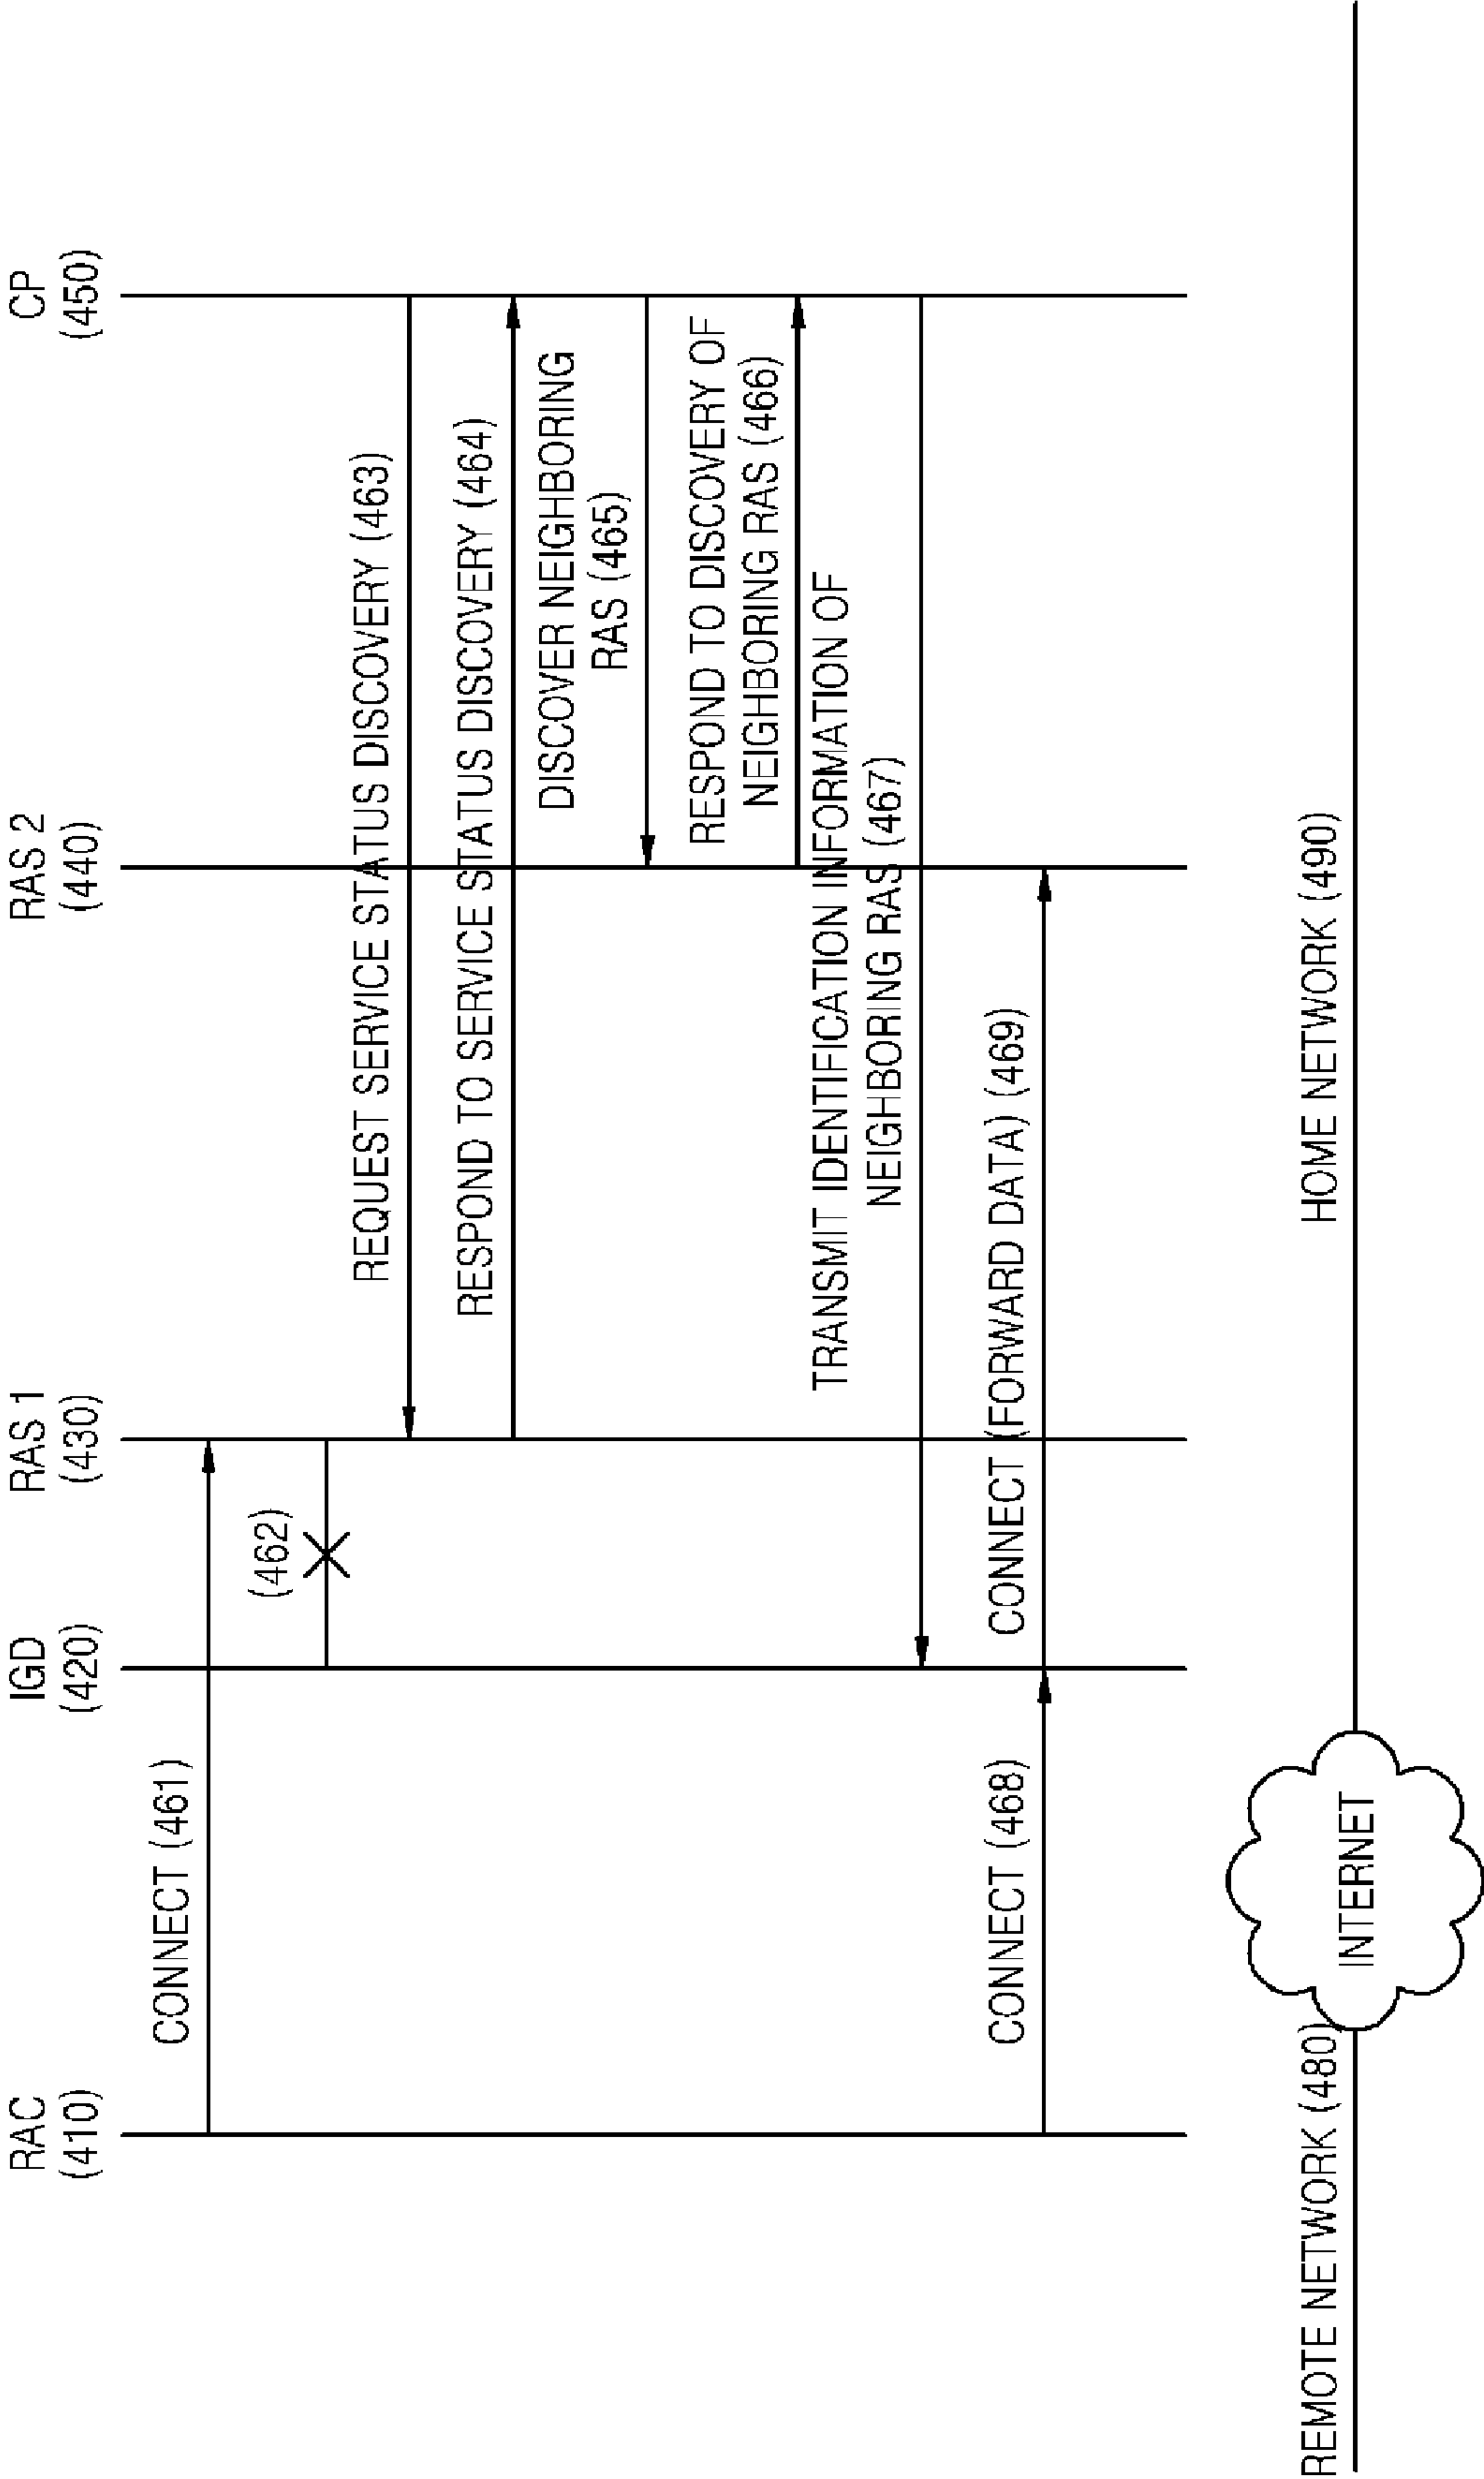 RAC
(410)
IGD
(420)
RAS 1
(430)
RAS 2
(440)
CP
(450)
CONNECT (461)
(462)
REQUEST SERVICE STATUS DISCOVERY (463)
RESPOND TO SERVICE STATUS DISCOVERY (464)
DISCOVER NEIGHBORING
RAS (465)
RESPOND TO DISCOVERY OF
NEIGHBORING RAS (466)
TRANSMIT IDENTIFICATION INFORMATION OF
NEIGHBORING RAS (467)
CONNECT (468)
CONNECT (FORWARD DATA) (469)
REMOTE NETWORK (480)
INTERNET
HOME NETWORK (490)